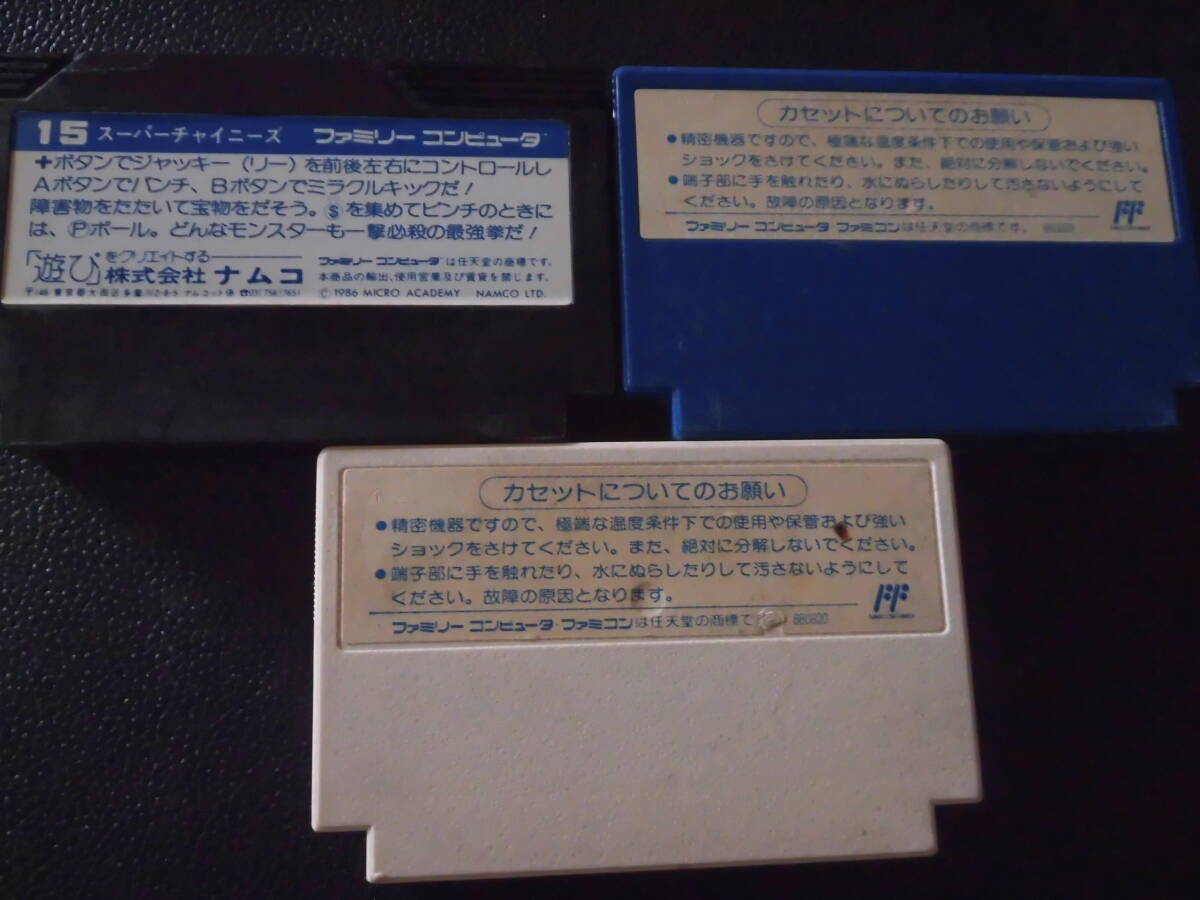 15 スーパーチャイニーズ ファミリー コンピュータ
+ボタンでジャッキー (リー) を前後左右にコントロールし
Aボタンでパンチ、Bボタンでミラクルキックだ!
障害物をたたいて宝物をだそう。Ⓢを集めてピンチのときに
は、Ⓟボール。どんなモンスターも一撃必殺の最強拳だ!
「遊び」をクリエイトする
株式会社 ナムコ
ファミリー コンピュータ は任天堂の商標です。
本商品の輸出、使用営業及び賃貸を禁じます。
© 1986 MICRO ACADEMY NAMCO LTD.
カセットについてのお願い
●精密機器ですので、極端な温度条件下での使用や保管および強い
ショックをさけてください。また、絶対に分解しないでください。
●端子部に手を触れたり、水にぬらしたりして汚さないようにして
ください。故障の原因となります。
ファミリー コンピュータ ファミコンは任天堂の商標です。
カセットについてのお願い
●精密機器ですので、極端な温度条件下での使用や保管および強い
ショックをさけてください。また、絶対に分解しないでください。
●端子部に手を触れたり、水にぬらしたりして汚さないようにして
ください。故障の原因となります。
ファミリー コンピュータ・ファミコンは任天堂の商標で 880820